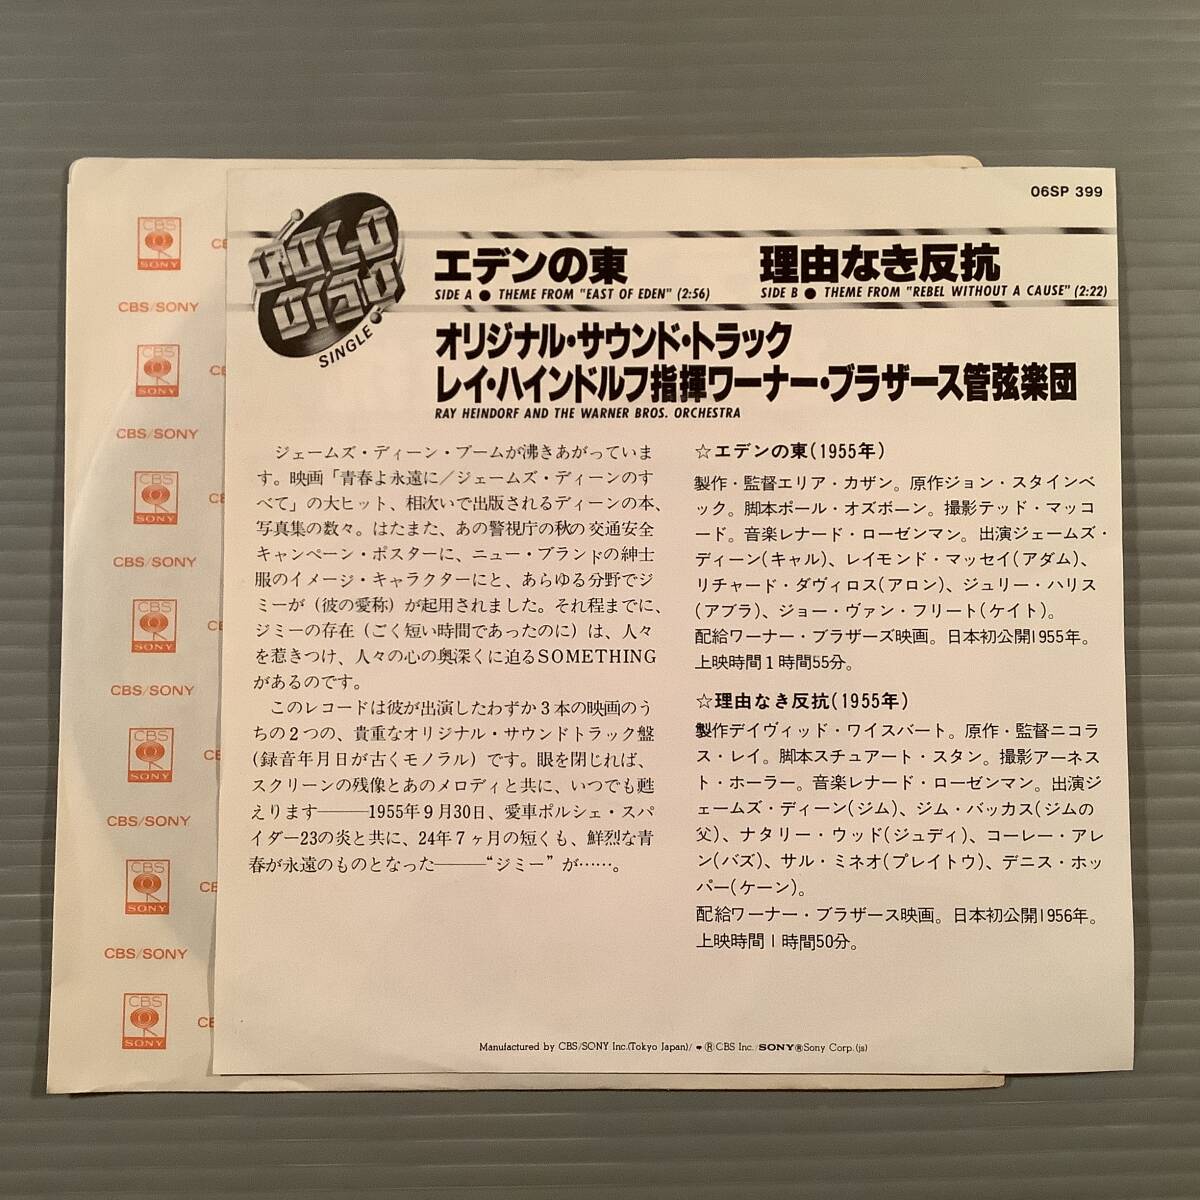 06SP 399
GOLD DISC
SINGLE
エデンの東
SIDE A ● THEME FROM "EAST OF EDEN" (2:56)
理由なき反抗
SIDE B ● THEME FROM "REBEL WITHOUT A CAUSE" (2:22)
オリジナル・サウンド・トラック
レイ・ハインドルフ指揮ワーナー・ブラザース管弦楽団
RAY HEINDORF AND THE WARNER BROS. ORCHESTRA
ジェームズ・ディーン・ブームが沸きあがっていま
す。映画「青春よ永遠に/ジェームズ・ディーンのす
べて」の大ヒット、相次いで出版されるディーンの本、
写真集の数々。はたまた、あの警視庁の秋の交通安全
キャンペーン・ポスターに、ニュー・ブランドの紳士
服のイメージ・キャラクターにと、あらゆる分野でジ
ミーが(彼の愛称)が起用されました。それ程までに、
ジミーの存在(ごく短い時間であったのに)は、人々
を惹きつけ、人々の心の奥深くに迫るSOMETHING
があるのです。
このレコードは彼が出演したわずか3本の映画のう
ちの2つの、貴重なオリジナル・サウンドトラック盤
(録音年月日が古くモノラル)です。眼を閉じれば、
スクリーンの残像とあのメロディと共に、いつでも甦
えります――1955年9月30日、愛車ポルシェ・スパ
イダー23の炎と共に、24年7ヶ月の短くも、鮮烈な青
春が永遠のものとなった――“ジミー”が……。
☆エデンの東(1955年)
製作・監督エリア・カザン。原作ジョン・スタインベ
ック。脚本ポール・オズボーン。撮影テッド・マッコ
ード。音楽レナード・ローゼンマン。出演ジェームズ・
ディーン(キャル)、レイモンド・マッセイ(アダム)、
リチャード・ダヴィロス(アロン)、ジュリー・ハリス
(アブラ)、ジョー・ヴァン・フリート(ケイト)。
配給ワーナー・ブラザーズ映画。日本初公開1955年。
上映時間1時間55分。
☆理由なき反抗(1955年)
製作デイヴィッド・ワイスバート。原作・監督ニコラ
ス・レイ。脚本スチュアート・スタン。撮影アーネス
ト・ホーラー。音楽レナード・ローゼンマン。出演ジ
ェームズ・ディーン(ジム)、ジム・バッカス(ジムの
父)、ナタリー・ウッド(ジュディ)、コーレー・アレ
ン(バズ)、サル・ミネオ(プレイトウ)、デニス・ホッ
パー(ケーン)。
配給ワーナー・ブラザース映画。日本初公開1956年。
上映時間1時間50分。
Manufactured by CBS/SONY Inc.(Tokyo Japan)/ ® CBS Inc./SONY® Sony Corp.(js)
CBS
SONY
CBS/SONY
CBS
SONY
CBS/SONY
CBS
SONY
CBS/SONY
CBS
SONY
CBS/SONY
CBS
SONY
CBS/SONY
CBS
SONY
CBS/SONY
CBS
SONY